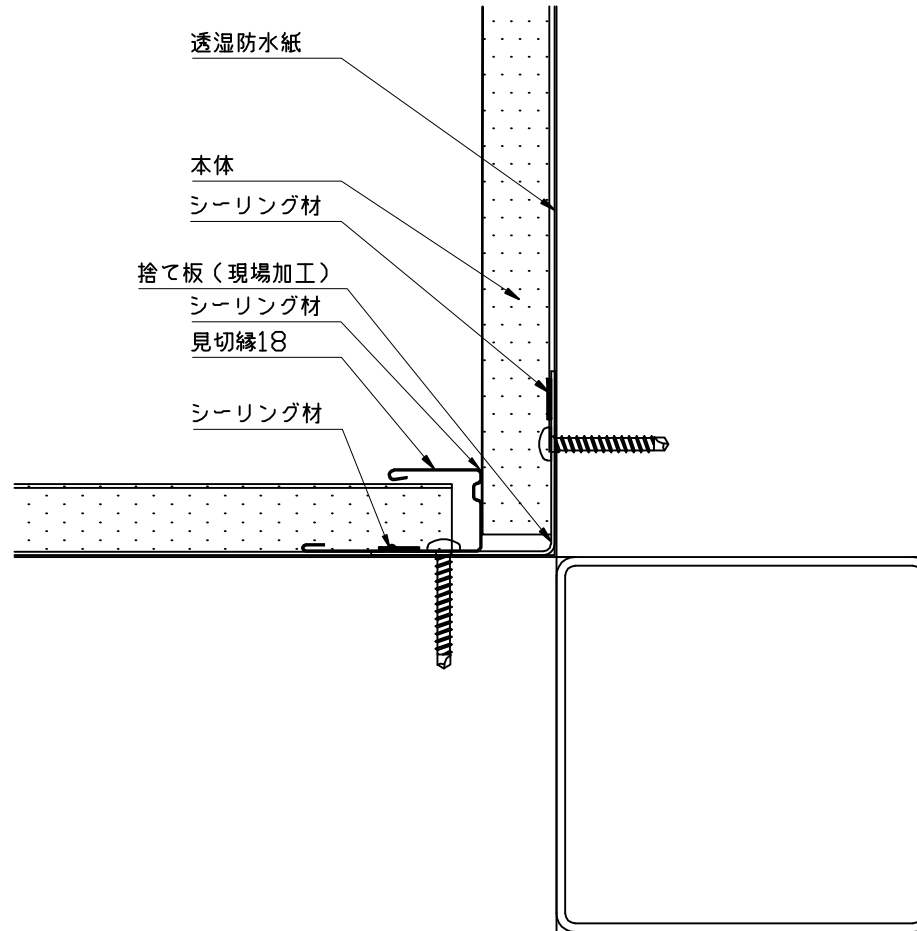 透湿防水紙
本体
シーリング材
捨て板（現場加工）
シーリング材
見切縁18
シーリング材